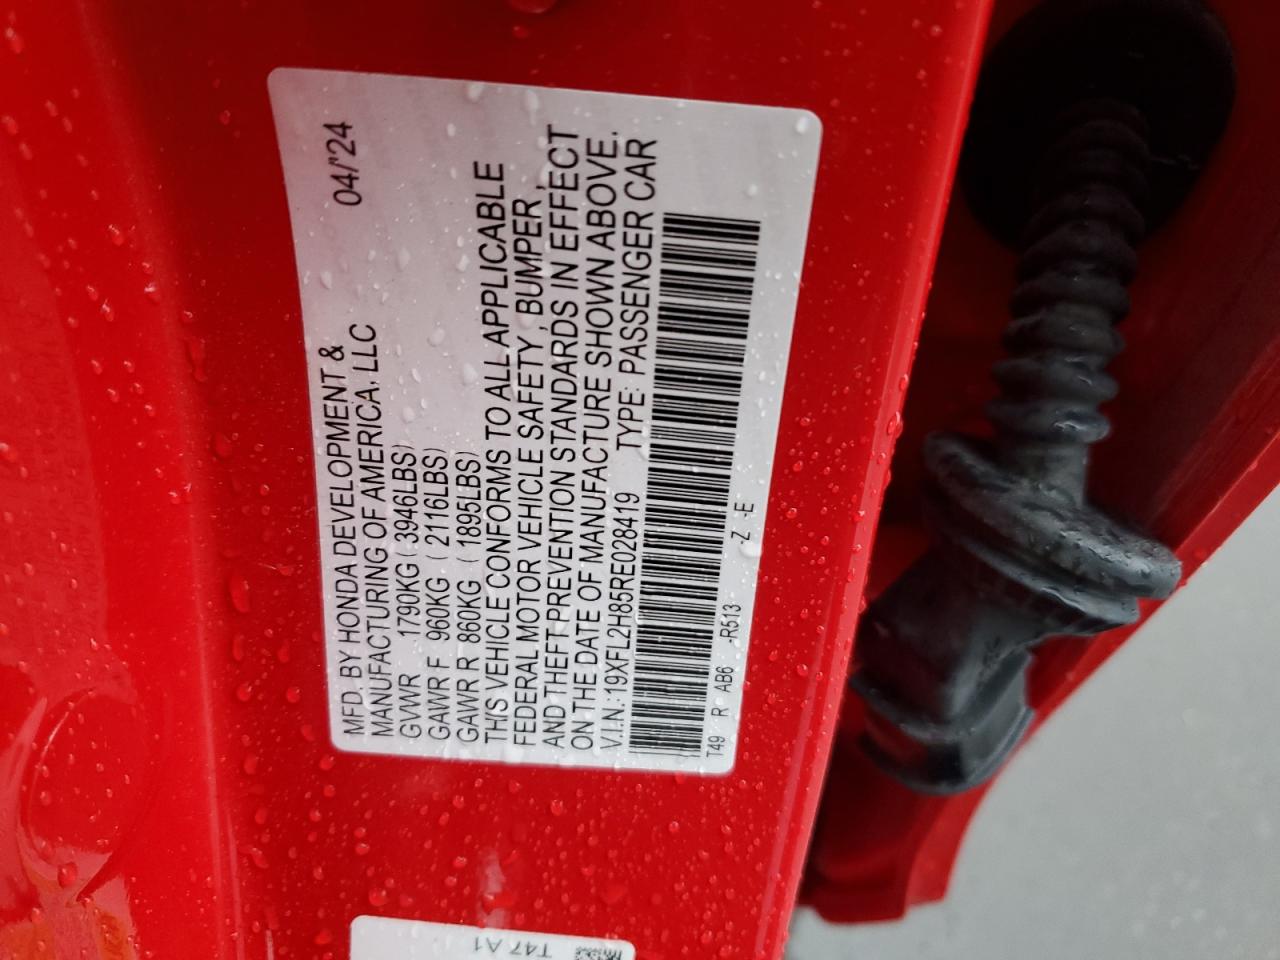 MFD. BY HONDA DEVELOPMENT &
MANUFACTURING OF AMERICA, LLC 04/'24
GVWR 1790KG (3946LBS)
GAWR F 960KG ( 2116LBS)
GAWR R 860KG ( 1895LBS)
THIS VEHICLE CONFORMS TO ALL APPLICABLE
FEDERAL MOTOR VEHICLE SAFETY, BUMPER,
AND THEFT PREVENTION STANDARDS IN EFFECT
ON THE DATE OF MANUFACTURE SHOWN ABOVE.
V.I.N.: 19XFL2H85RE028419 TYPE: PASSENGER CAR
T49 R AB6 -R513 -Z -E
T47 A1